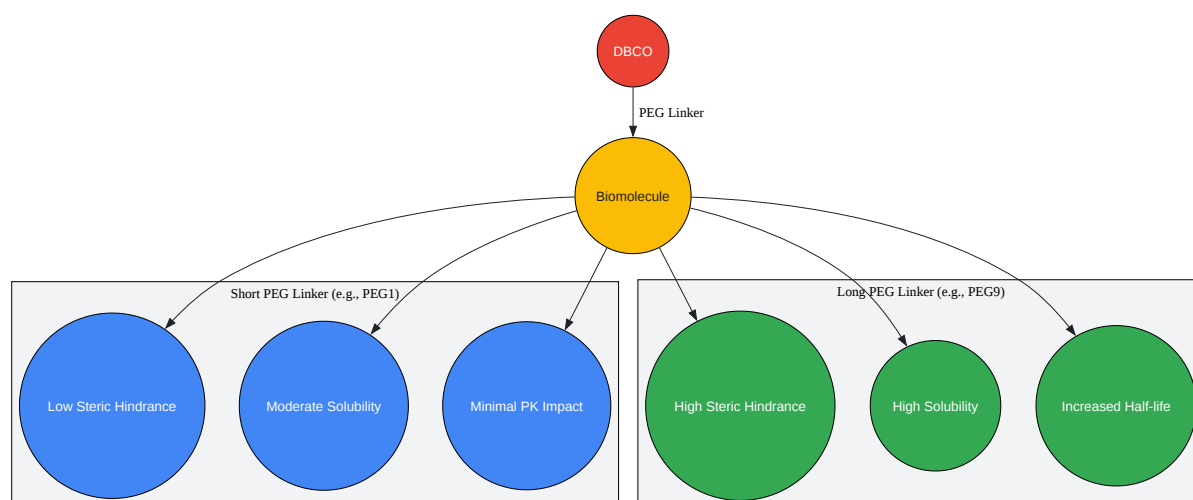 DBCO
PEG Linker
Biomolecule
Short PEG Linker (e.g., PEG1)
Long PEG Linker (e.g., PEG9)
Low Steric Hindrance
Moderate Solubility
Minimal PK Impact
High Steric Hindrance
High Solubility
Increased Half-life